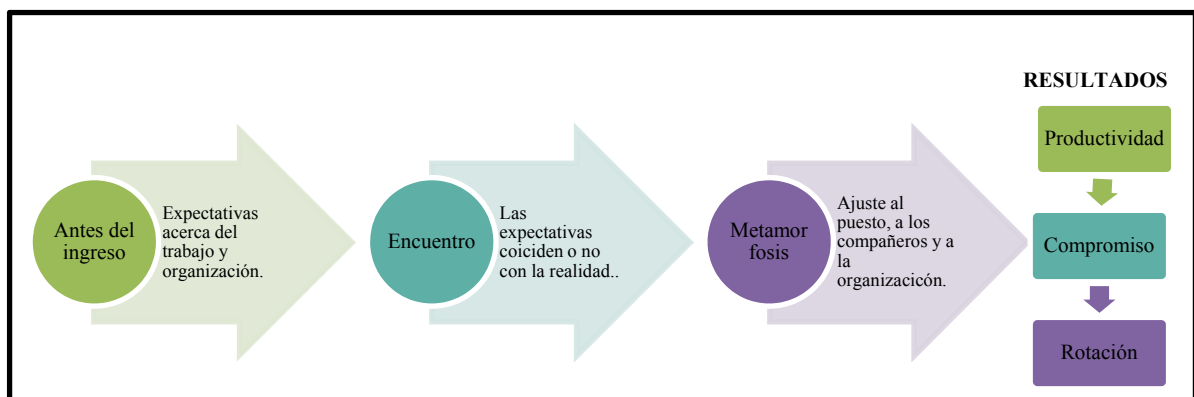 Antes del
ingreso
Expectativas
acerca del
trabajo y
organización.
Encuentro
Las
expectativas
coiciden o no
con la realidad..
Metamor
fosis
Ajuste al
puesto, a los
compañeros y a
la
organizacicón.
RESULTADOS
Productividad
Compromiso
Rotación